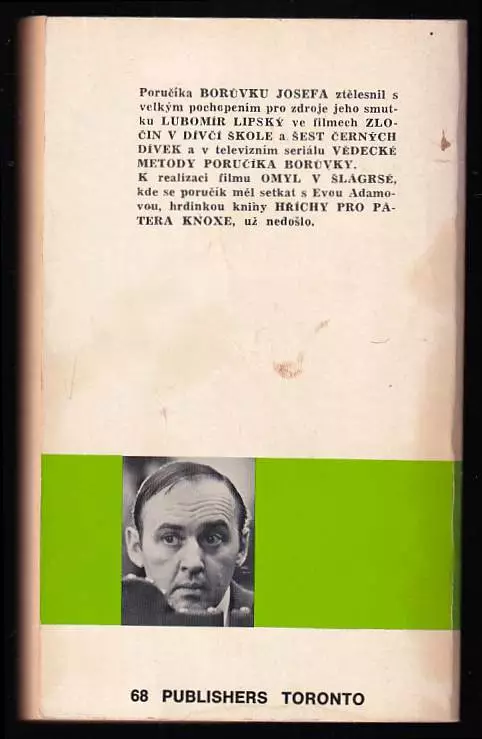 Poručíka BORŮVKU JOSEFA ztělesnil s
velkým pochopením pro zdroje jeho smut-
ku LUBOMÍR LIPSKÝ ve filmech ZLO-
ČIN V DÍVČÍ ŠKOLE a ŠEST ČERNÝCH
DÍVEK a v televizním seriálu VĚDECKÉ
METODY PORUČÍKA BORŮVKY.
K realizaci filmu OMYL V ŠLÁGRSÉ,
kde se poručík měl setkat s Evou Adamo-
vou, hrdinkou knihy HŘÍCHY PRO PÁ-
TERA KNOXE, už nedošlo.
68 PUBLISHERS TORONTO